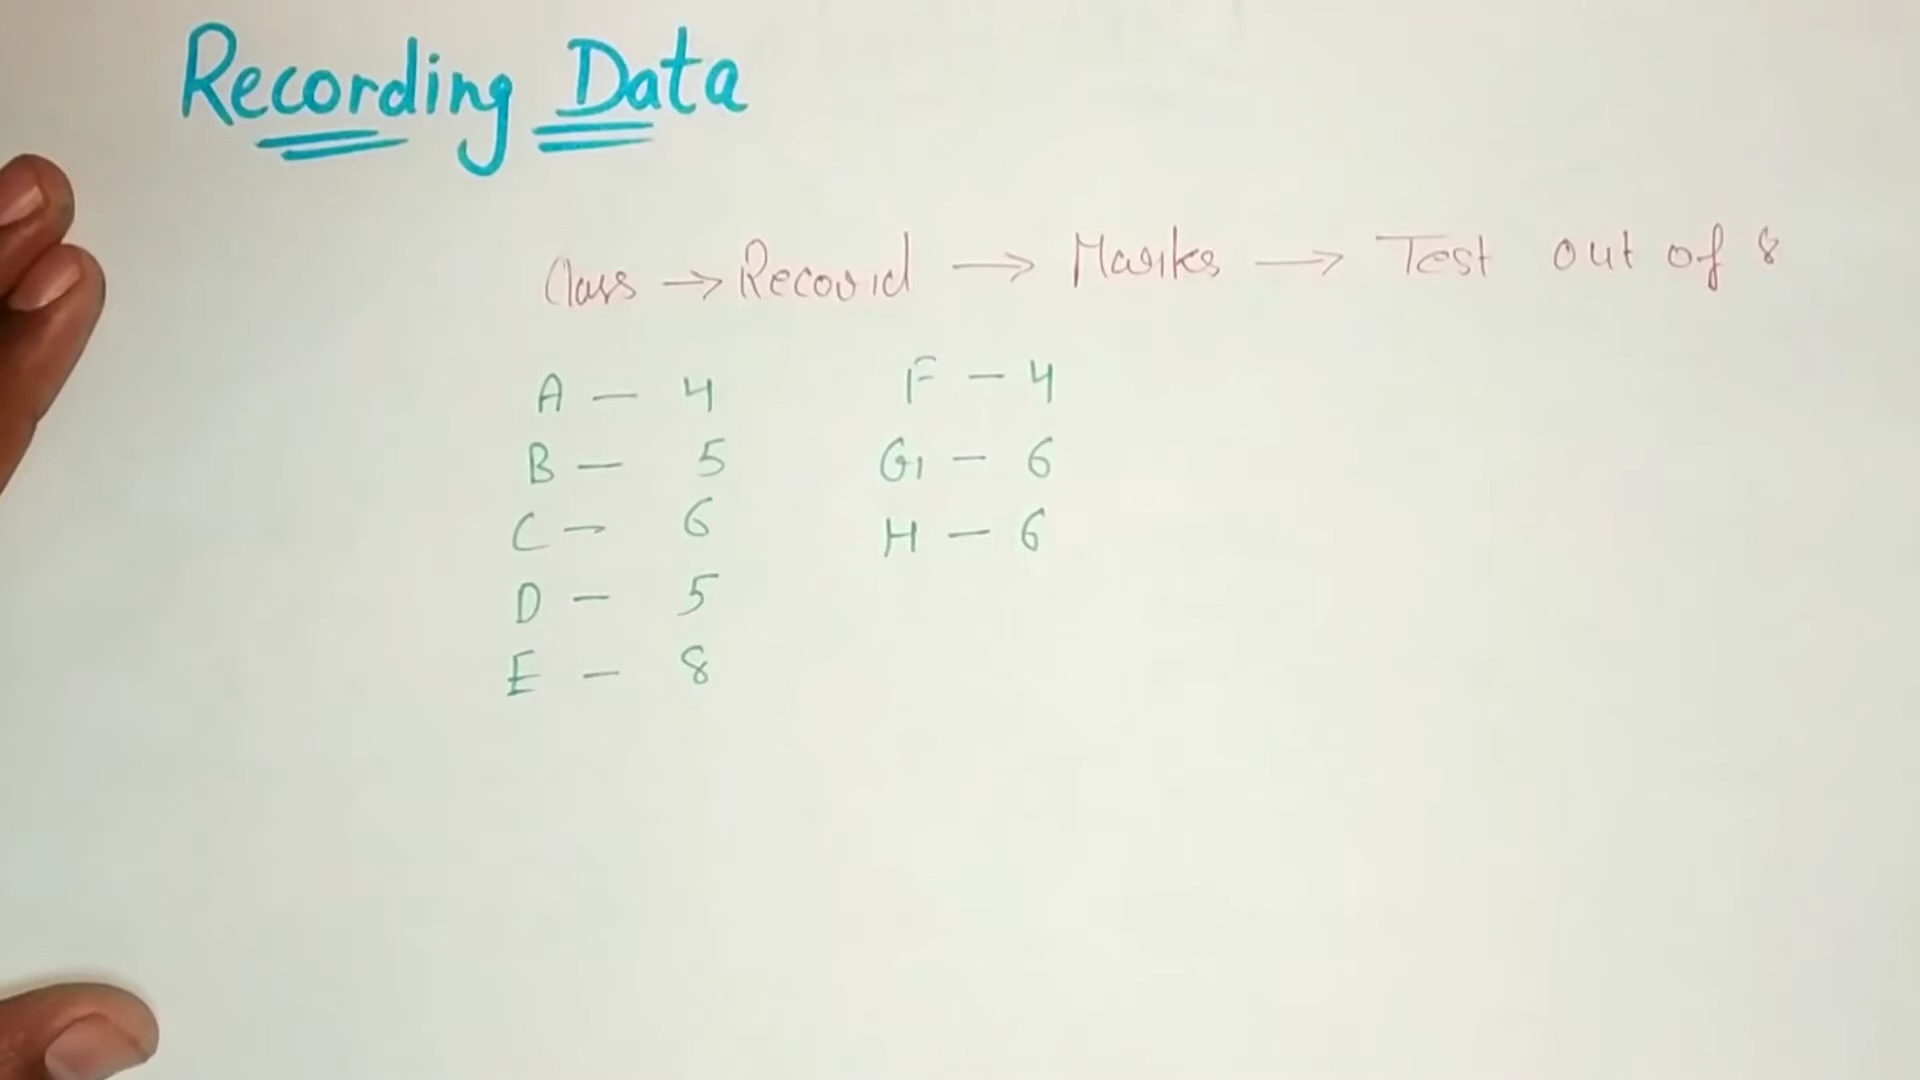 Recording Data
Class → Record → Marks → Test out of 8
A — 4
B — 5
C — 6
D — 5
E — 8
F — 4
G — 6
H — 6